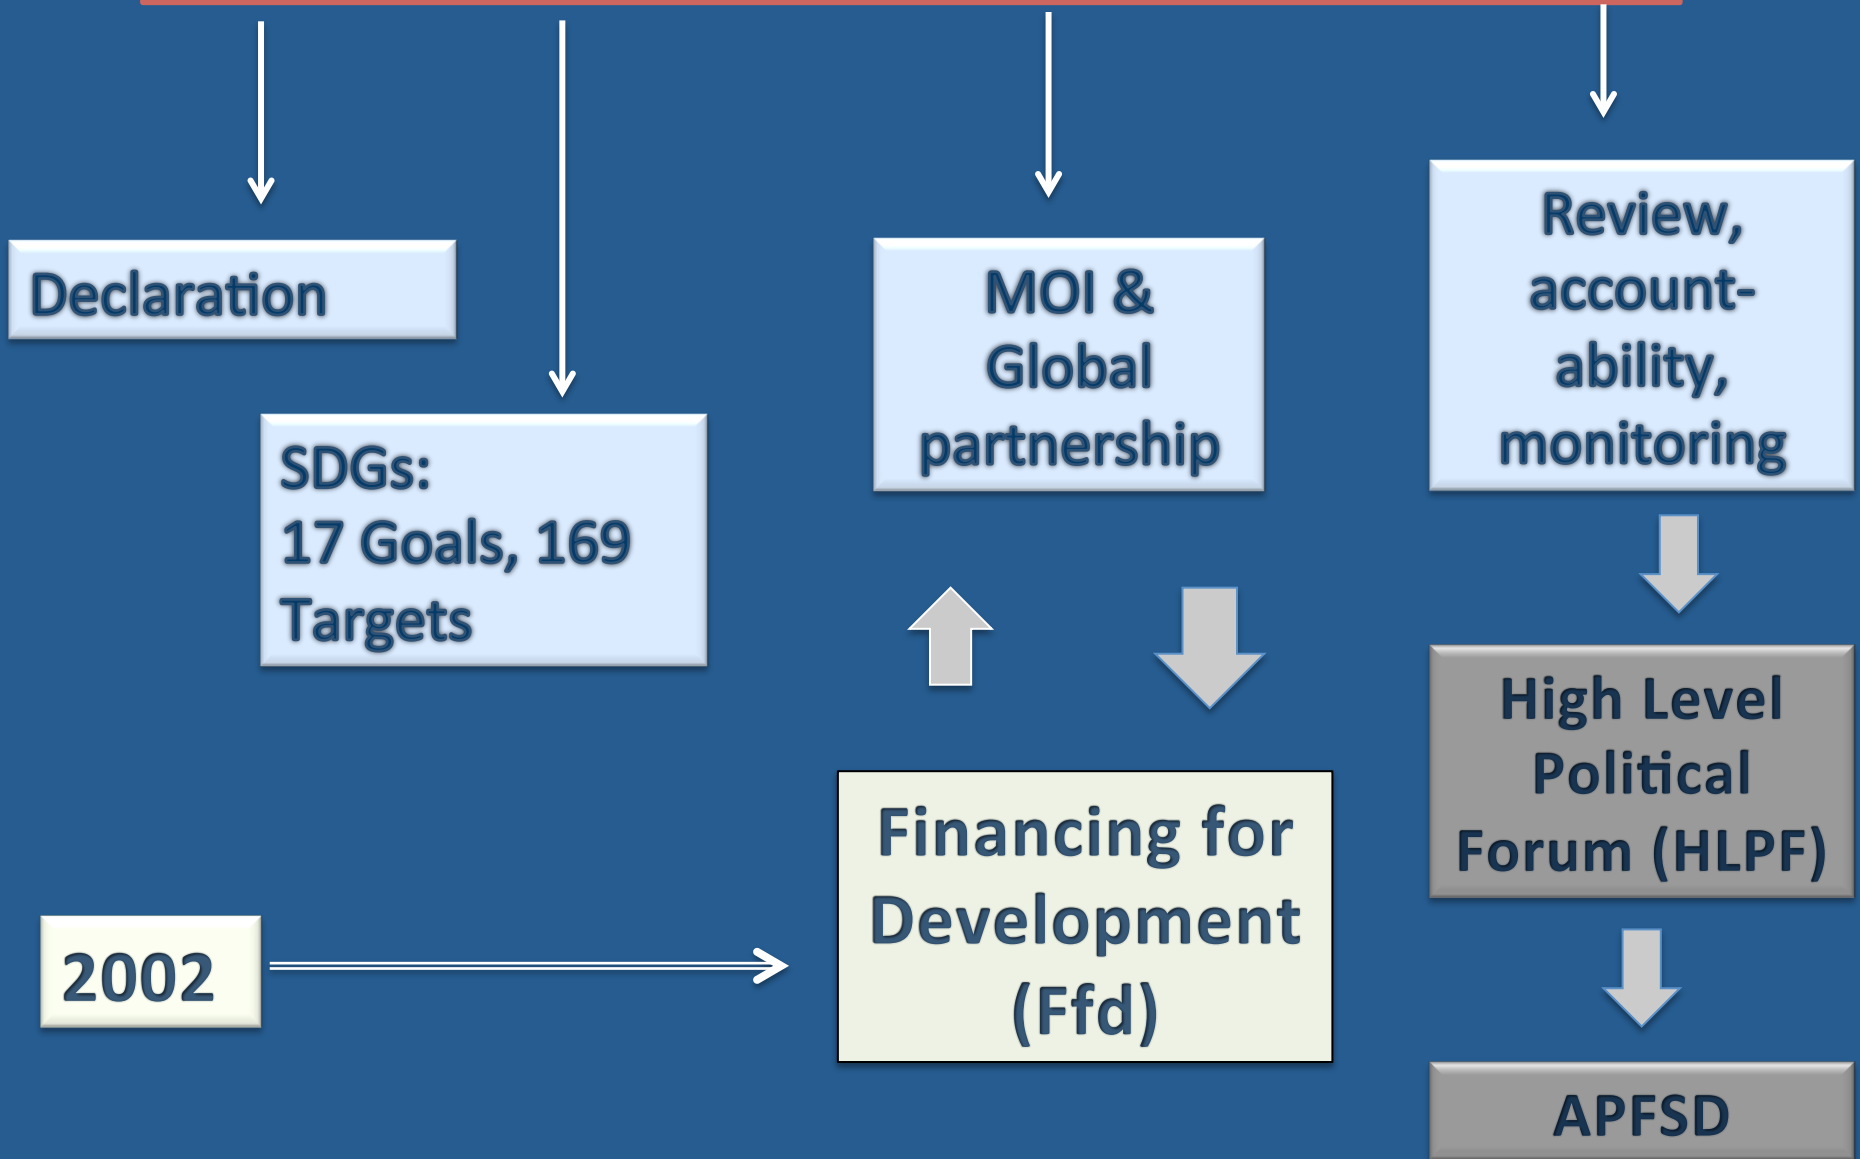 Declaration
SDGs:
17 Goals, 169
Targets
MOI &
Global
partnership
Review,
account-
ability,
monitoring
High Level
Political
Forum (HLPF)
2002
Financing for
Development
(Ffd)
APFSD